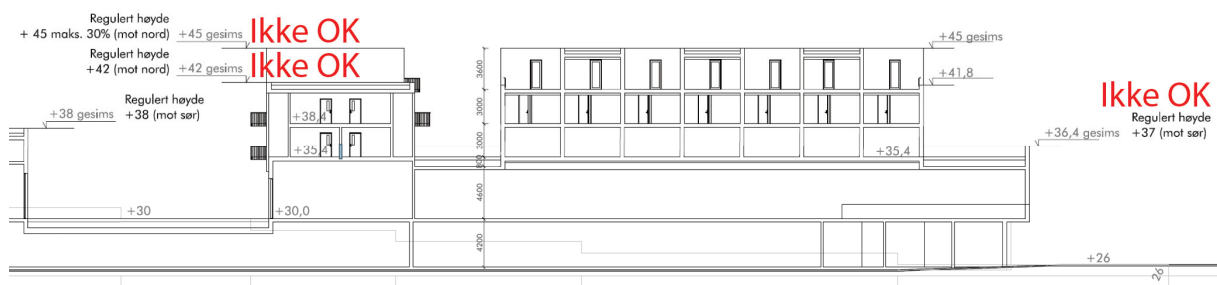 Regulert høyde
+ 45 maks. 30% (mot nord) +45 gesims Ikke OK
Regulert høyde
+42 (mot nord) +42 gesims Ikke OK
+38 gesims Regulert høyde
+38 (mot sør)
+45 gesims
+41,8
Ikke OK
Regulert høyde
+36,4 gesims +37 (mot sør)
3600
3000
3000
800
4600
4200
+38,4
+35,4
+35,4
+30
+30,0
+26
26